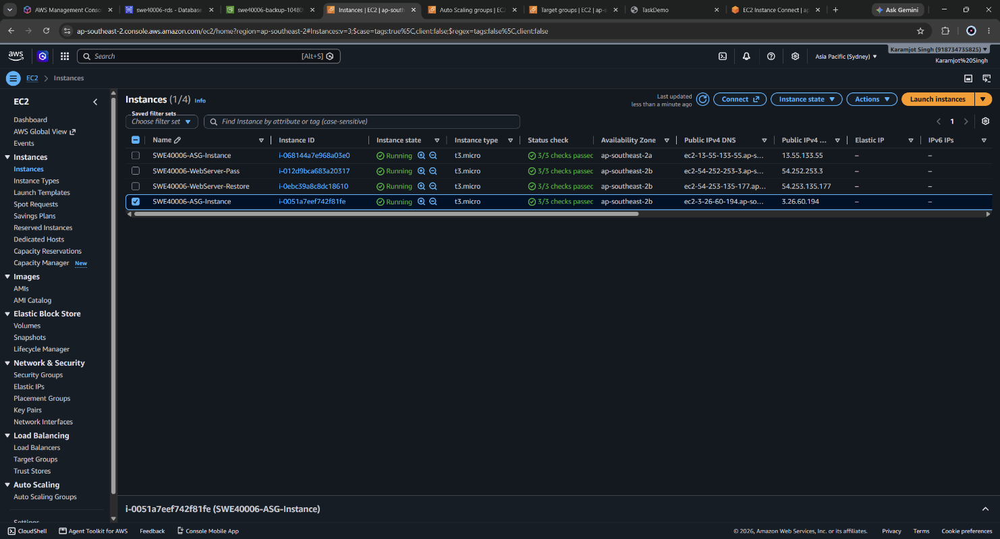 AWS Management Conso
swe40006-rds - Database
swe40006-backup-10480
Instances | EC2 | ap-south
Auto Scaling groups | EC2
Target groups | EC2 | ap-s
TaskDemo
EC2 Instance Connect | ap
Ask Gemini
ap-southeast-2.console.aws.amazon.com/ec2/home?region=ap-southeast-2#Instances:v=3;$case=tags:true%5C,client:false;$regex=tags:false%5C,client:false
aws
Search
[Alt+S]
Asia Pacific (Sydney)
Karamjot Singh (918734735825)
Karamjot%20Singh
EC2 > Instances
EC2
Dashboard
AWS Global View
Events
Instances
Instances
Instance Types
Launch Templates
Spot Requests
Savings Plans
Reserved Instances
Dedicated Hosts
Capacity Reservations
Capacity Manager New
Images
AMIs
AMI Catalog
Elastic Block Store
Volumes
Snapshots
Lifecycle Manager
Network & Security
Security Groups
Elastic IPs
Placement Groups
Key Pairs
Network Interfaces
Load Balancing
Load Balancers
Target Groups
Trust Stores
Auto Scaling
Auto Scaling Groups
Settings
Instances (1/4) Info
Last updated
less than a minute ago
Connect
Instance state
Actions
Launch instances
Saved filter sets
Choose filter set
Find Instance by attribute or tag (case-sensitive)
1
Name Instance ID Instance state Instance type Status check Availability Zone Public IPv4 DNS Public IPv4 ... Elastic IP IPv6 IPs
SWE40006-ASG-Instance i-068144a7e968a03e0 Running t3.micro 3/3 checks passec ap-southeast-2a ec2-13-55-133-55.ap-s... 13.55.133.55 – –
SWE40006-WebServer-Pass i-012d9bca683a20317 Running t3.micro 3/3 checks passec ap-southeast-2b ec2-54-252-253-3.ap-s... 54.252.253.3 – –
SWE40006-WebServer-Restore i-0ebc39a8c8dc18610 Running t3.micro 3/3 checks passec ap-southeast-2b ec2-54-253-135-177.ap... 54.253.135.177 – –
SWE40006-ASG-Instance i-0051a7eef742f81fe Running t3.micro 3/3 checks passec ap-southeast-2b ec2-3-26-60-194.ap-so... 3.26.60.194 – –
i-0051a7eef742f81fe (SWE40006-ASG-Instance)
CloudShell
Agent Toolkit for AWS
Feedback
Console Mobile App
© 2026, Amazon Web Services, Inc. or its affiliates.
Privacy
Terms
Cookie preferences